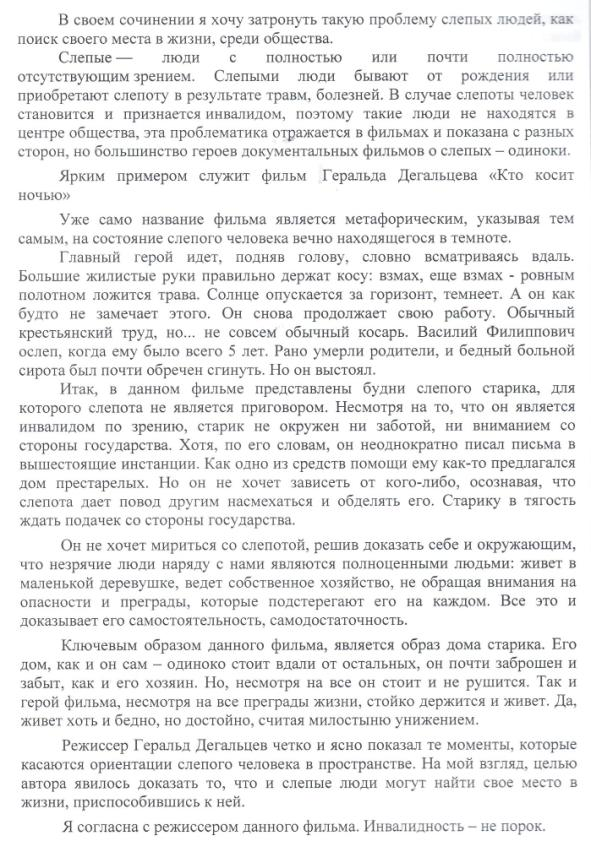 В своем сочинении я хочу затронуть такую проблему слепых людей, как
поиск своего места в жизни, среди общества.
Слепые — люди с полностью или почти полностью
отсутствующим зрением. Слепыми люди бывают от рождения или
приобретают слепоту в результате травм, болезней. В случае слепоты человек
становится и признается инвалидом, поэтому такие люди не находятся в
центре общества, эта проблематика отражается в фильмах и показана с разных
сторон, но большинство героев документальных фильмов о слепых – одиноки.
Ярким примером служит фильм Геральда Дегальцева «Кто косит
ночью»
Уже само название фильма является метафорическим, указывая тем
самым, на состояние слепого человека вечно находящегося в темноте.
Главный герой идет, подняв голову, словно всматриваясь вдаль.
Большие жилистые руки правильно держат косу: взмах, еще взмах - ровным
полотном ложится трава. Солнце опускается за горизонт, темнеет. А он как
будто не замечает этого. Он снова продолжает свою работу. Обычный
крестьянский труд, но... не совсем обычный косарь. Василий Филиппович
ослеп, когда ему было всего 5 лет. Рано умерли родители, и бедный больной
сирота был почти обречен сгинуть. Но он выстоял.
Итак, в данном фильме представлены будни слепого старика, для
которого слепота не является приговором. Несмотря на то, что он является
инвалидом по зрению, старик не окружен ни заботой, ни вниманием со
стороны государства. Хотя, по его словам, он неоднократно писал письма в
вышестоящие инстанции. Как одно из средств помощи ему как-то предлагался
дом престарелых. Но он не хочет зависеть от кого-либо, осознавая, что
слепота дает повод другим насмехаться и обделять его. Старику в тягость
ждать подачек со стороны государства.
Он не хочет мириться со слепотой, решив доказать себе и окружающим,
что незрячие люди наряду с нами являются полноценными людьми: живет в
маленькой деревушке, ведет собственное хозяйство, не обращая внимания на
опасности и преграды, которые подстерегают его на каждом. Все это и
доказывает его самостоятельность, самодостаточность.
Ключевым образом данного фильма, является образ дома старика. Его
дом, как и он сам – одиноко стоит вдали от остальных, он почти заброшен и
забыт, как и его хозяин. Но, несмотря на все он стоит и не рушится. Так и
герой фильма, несмотря на все преграды жизни, стойко держится и живет. Да,
живет хоть и бедно, но достойно, считая милостыню унижением.
Режиссер Геральд Дегальцев четко и ясно показал те моменты, которые
касаются ориентации слепого человека в пространстве. На мой взгляд, целью
автора явилось доказать то, что и слепые люди могут найти свое место в
жизни, приспособившись к ней.
Я согласна с режиссером данного фильма. Инвалидность – не порок.